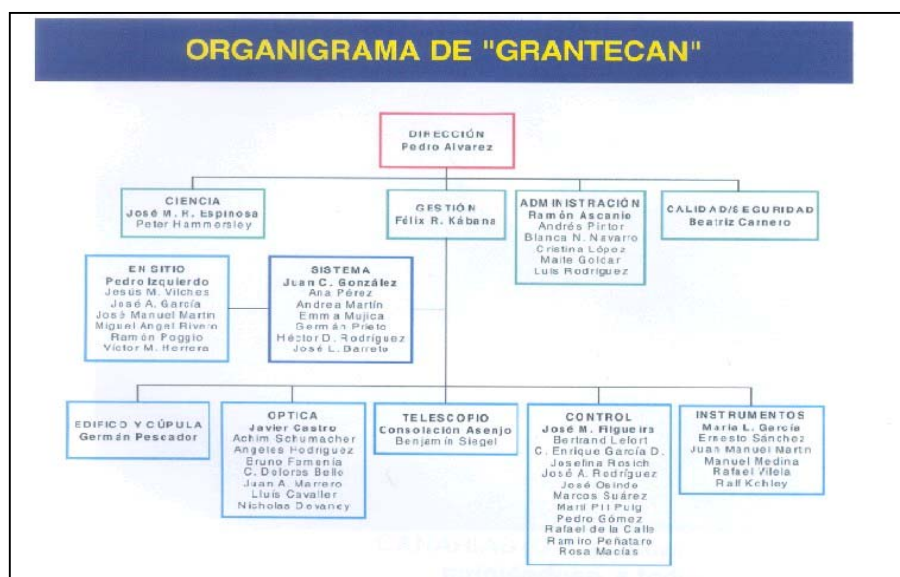 ORGANIGRAMA DE "GRANTECAN"
DIRECCIÓN
Pedro Alvarez
CIENCIA
José M. R. Espinosa
Peter Hammersley
GESTIÓN
Félix R. Kábana
ADMINISTRACIÓN
Ramón Ascanio
Andrés Pintor
Blanca N. Navarro
Cristina López
Maite Golcar
Luis Rodríguez
CALIDAD/SEGURIDAD
Beatriz Carnero
EN SITIO
Pedro Izquierdo
Jesús M. Vilches
José A. García
José Manuel Martín
Miguel Angel Rivero
Ramón Poggio
Víctor M. Herrera
SISTEMA
Juan C. González
Ana Pérez
Andrea Martín
Emma Mujica
Germán Prieto
Héctor D. Rodríguez
José L. Barreto
EDIFICO Y CÚPULA
Germán Pescador
OPTICA
Javier Castro
Achim Schumacher
Angeles Rodríguez
Bruno Famenia
C. Dolores Bello
Juan A. Marrero
Lluís Cavaller
Nicholas Devaney
TELESCOPIO
Consolación Asenjo
Benjamín Siegel
CONTROL
José M. Filgueira
Bertrand Lefort
C. Enrique García D.
Josefina Rosich
José A. Rodríguez
José Osinde
Marcos Suárez
Martí Pi i Puig
Pedro Gómez
Rafael de la Calle
Ramiro Peñataro
Rosa Macías
INSTRUMENTOS
María L. García
Ernesto Sánchez
Juan Manuel Martín
Manuel Medina
Rafael Vilela
Ralf Kohley